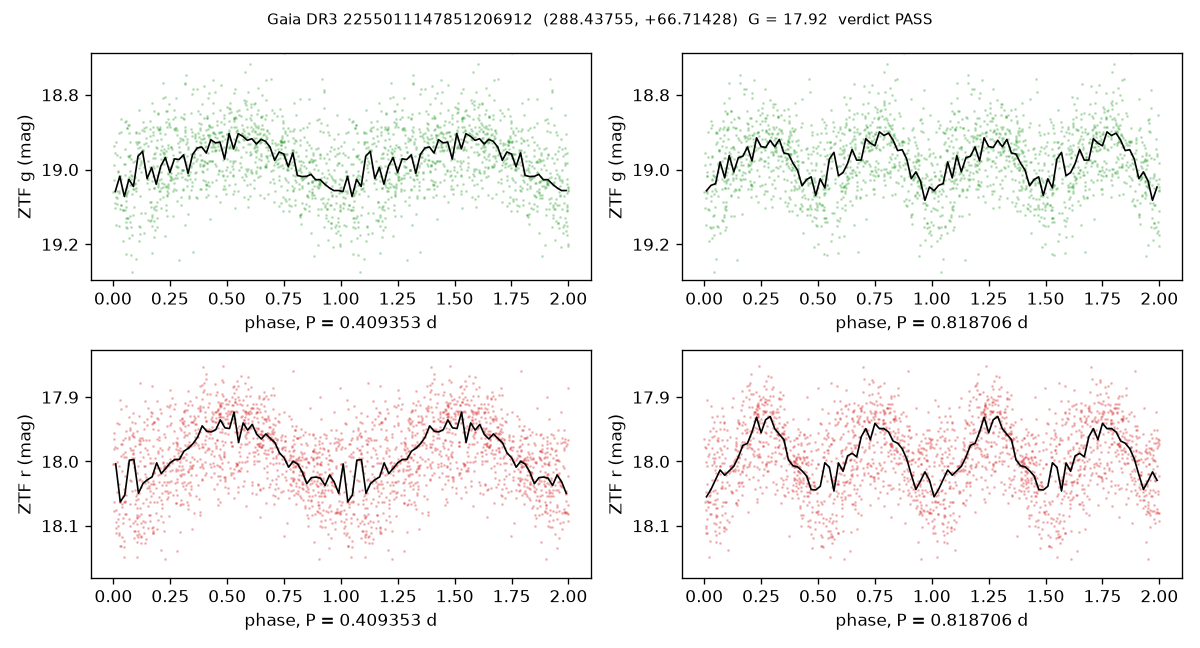 Gaia DR3 2255011147851206912  (288.43755, +66.71428)  G = 17.92  verdict PASS
ZTF g (mag)
18.8
19.0
19.2
0.00 0.25 0.50 0.75 1.00 1.25 1.50 1.75 2.00
phase, P = 0.409353 d
ZTF g (mag)
18.8
19.0
19.2
0.00 0.25 0.50 0.75 1.00 1.25 1.50 1.75 2.00
phase, P = 0.818706 d
ZTF r (mag)
17.9
18.0
18.1
0.00 0.25 0.50 0.75 1.00 1.25 1.50 1.75 2.00
phase, P = 0.409353 d
ZTF r (mag)
17.9
18.0
18.1
0.00 0.25 0.50 0.75 1.00 1.25 1.50 1.75 2.00
phase, P = 0.818706 d